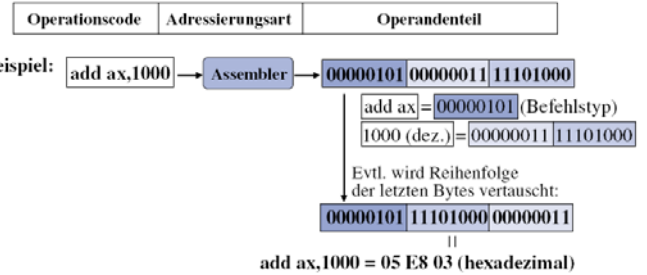 Operationscode Adressierungsart Operandenteil
eispiel: add ax,1000 Assembler 00000101 00000011 11101000
add ax = 00000101 (Befehlstyp)
1000 (dez.) = 00000011 11101000
Evtl. wird Reihenfolge
der letzten Bytes vertauscht:
00000101 11101000 00000011
=
add ax,1000 = 05 E8 03 (hexadezimal)